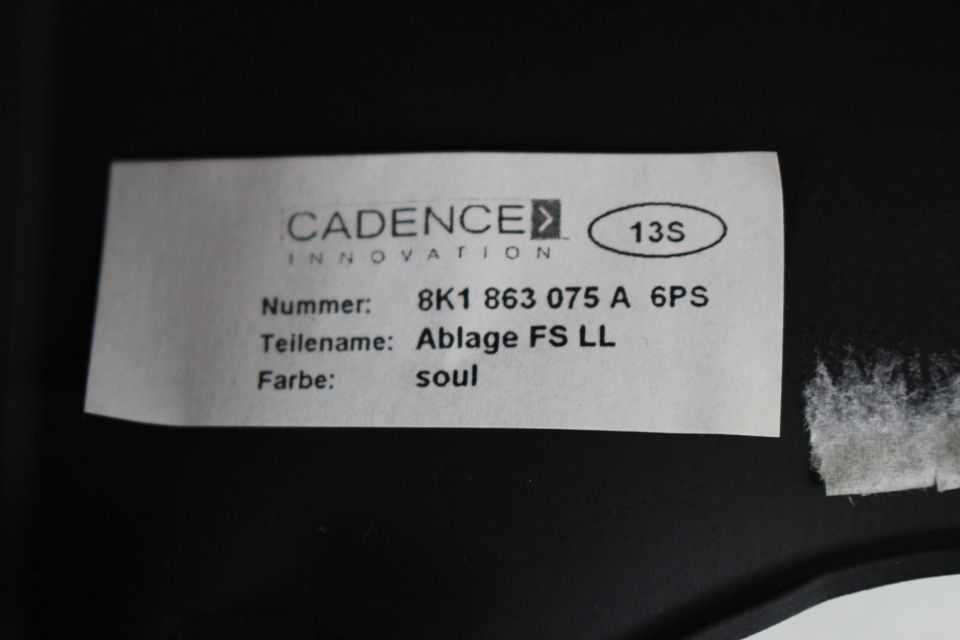 CADENCE
INNOVATION
13S
Nummer: 8K1 863 075 A 6PS
Teilename: Ablage FS LL
Farbe: soul